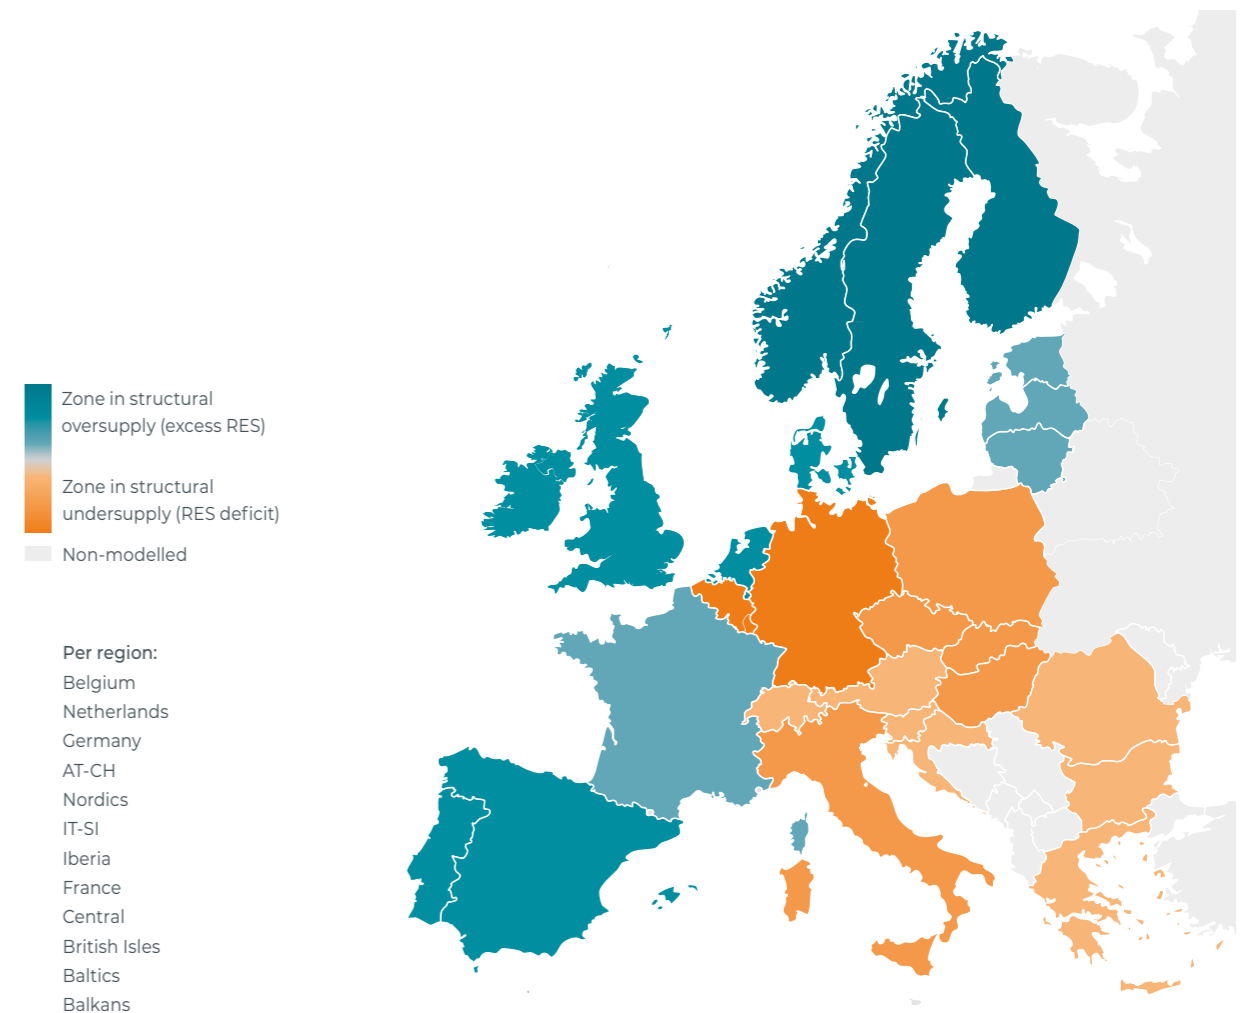 Zone in structural
oversupply (excess RES)
Zone in structural
undersupply (RES deficit)
Non-modelled
Per region:
Belgium
Netherlands
Germany
AT-CH
Nordics
IT-SI
Iberia
France
Central
British Isles
Baltics
Balkans